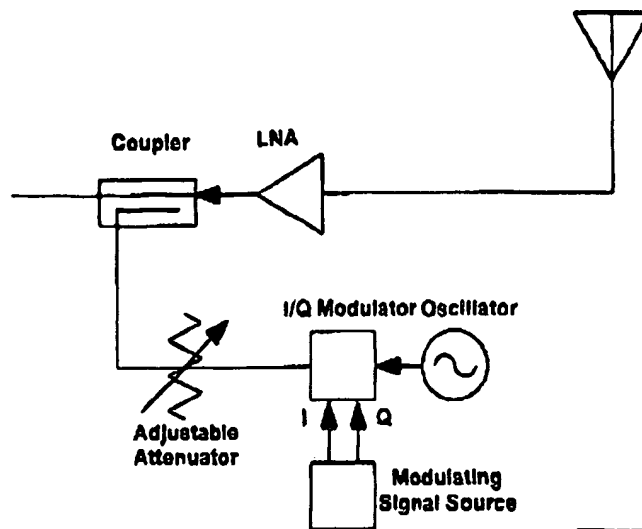 Coupler
LNA
I/Q Modulator Oscillator
I
Q
Adjustable
Attenuator
Modulating
Signal Source